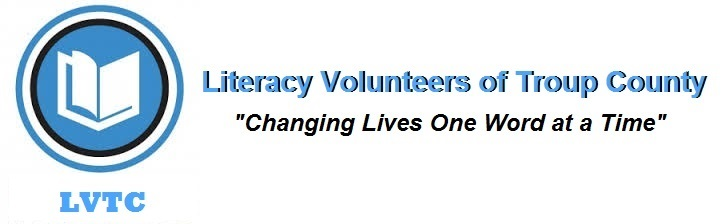 Literacy Volunteers of Troup County
"Changing Lives One Word at a Time"
LVTC